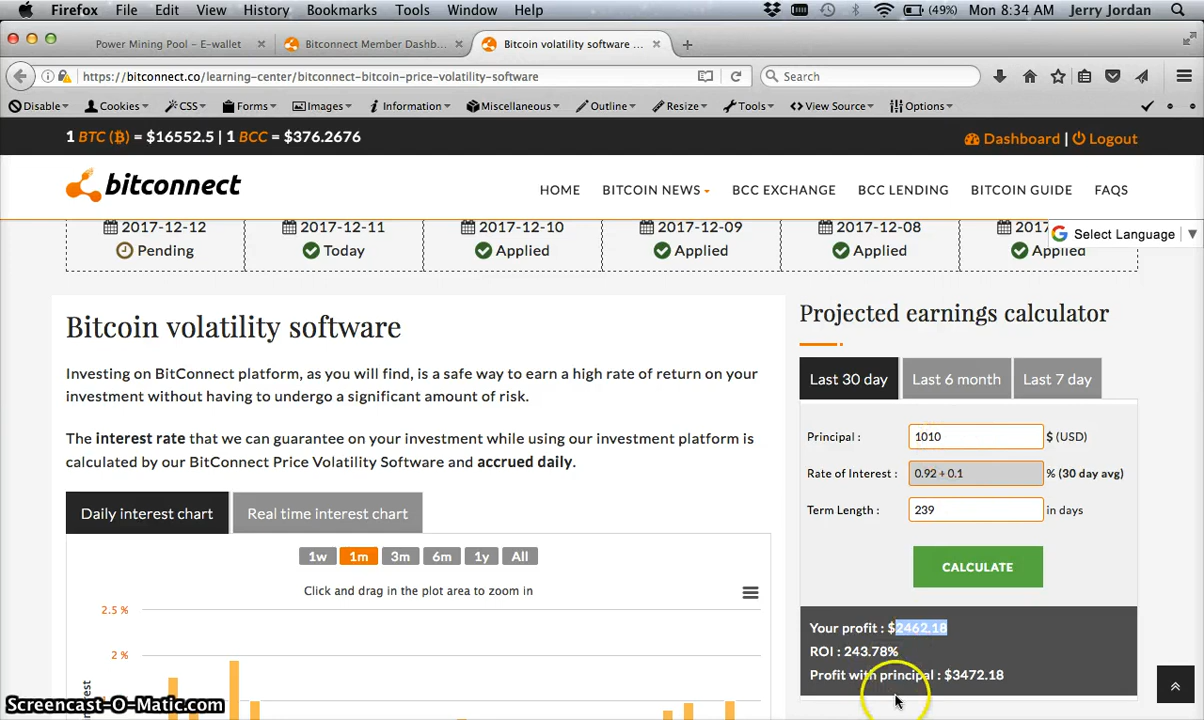 Firefox File Edit View History Bookmarks Tools Window Help (49%) Mon 8:34 AM Jerry Jordan
Power Mining Pool - E-wallet × Bitconnect Member Dashb... × Bitcoin volatility software ... × +
https://bitconnect.co/learning-center/bitconnect-bitcoin-price-volatility-software Search
Disable Cookies CSS Forms Images Information Miscellaneous Outline Resize Tools View Source Options
1 BTC (₿) = $16552.5 | 1 BCC = $376.2676 Dashboard | Logout
bitconnect HOME BITCOIN NEWS BCC EXCHANGE BCC LENDING BITCOIN GUIDE FAQS
2017-12-12 2017-12-11 2017-12-10 2017-12-09 2017-12-08 2017
G Select Language ▼
Pending Today Applied Applied Applied Applied
Bitcoin volatility software
Investing on BitConnect platform, as you will find, is a safe way to earn a high rate of return on your
investment without having to undergo a significant amount of risk.
The interest rate that we can guarantee on your investment while using our investment platform is
calculated by our BitConnect Price Volatility Software and accrued daily.
Daily interest chart Real time interest chart
1w 1m 3m 6m 1y All
Click and drag in the plot area to zoom in
2.5 %
2 %
nterest
Projected earnings calculator
Last 30 day Last 6 month Last 7 day
Principal : 1010 $ (USD)
Rate of Interest : 0.92 + 0.1 % (30 day avg)
Term Length : 239 in days
CALCULATE
Your profit : $2462.18
ROI : 243.78%
Profit with principal : $3472.18
Screencast-O-Matic.com